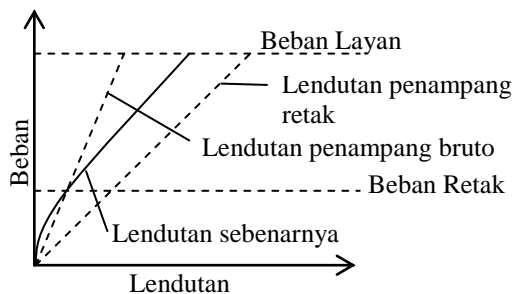 Beban Layan
Lendutan penampang
retak
Lendutan penampang bruto
Beban
Beban Retak
Lendutan sebenarnya
Lendutan